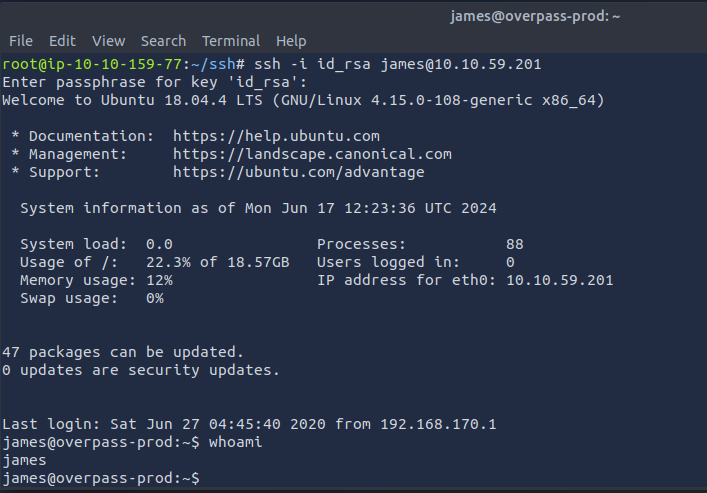 james@overpass-prod: ~
File Edit View Search Terminal Help
root@ip-10-10-159-77:~/ssh# ssh -i id_rsa james@10.10.59.201
Enter passphrase for key 'id_rsa':
Welcome to Ubuntu 18.04.4 LTS (GNU/Linux 4.15.0-108-generic x86_64)
* Documentation: https://help.ubuntu.com
* Management: https://landscape.canonical.com
* Support: https://ubuntu.com/advantage
System information as of Mon Jun 17 12:23:36 UTC 2024
System load: 0.0 Processes: 88
Usage of /: 22.3% of 18.57GB Users logged in: 0
Memory usage: 12% IP address for eth0: 10.10.59.201
Swap usage: 0%
47 packages can be updated.
0 updates are security updates.
Last login: Sat Jun 27 04:45:40 2020 from 192.168.170.1
james@overpass-prod:~$ whoami
james
james@overpass-prod:~$